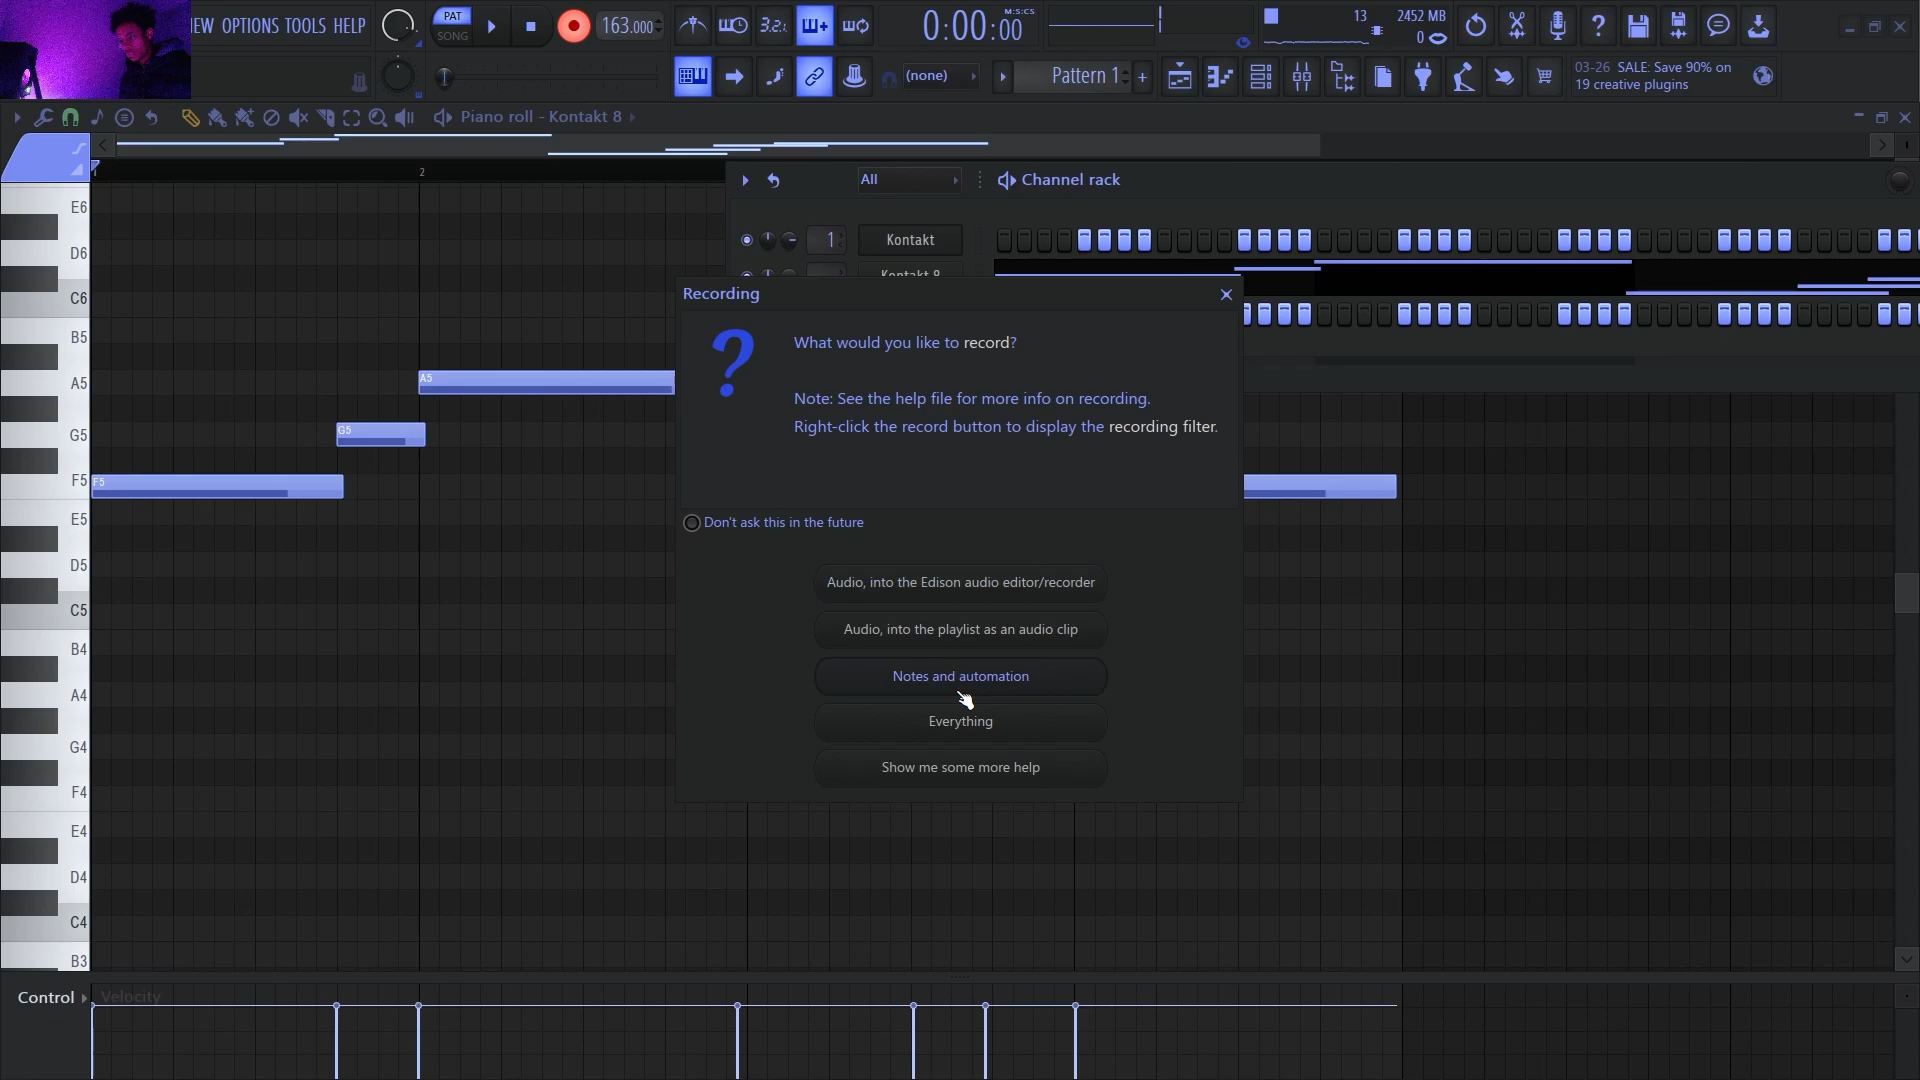 OPTIONS TOOLS HELP
PAT
SONG
163.000
3.2.
0:00:00
M:S:CS
13
2452 MB
0
(none)
Pattern 1
+
03-26 SALE: Save 90% on
19 creative plugins
Piano roll - Kontakt 8
2
All
Channel rack
1
Kontakt
Kontakt 8
Recording
What would you like to record?
Note: See the help file for more info on recording.
Right-click the record button to display the recording filter.
Don't ask this in the future
Audio, into the Edison audio editor/recorder
Audio, into the playlist as an audio clip
Notes and automation
Everything
Show me some more help
E6
D6
C6
B5
A5
G5
F5
E5
D5
C5
B4
A4
G4
F4
E4
D4
C4
B3
A5
G5
F5
Control
Velocity